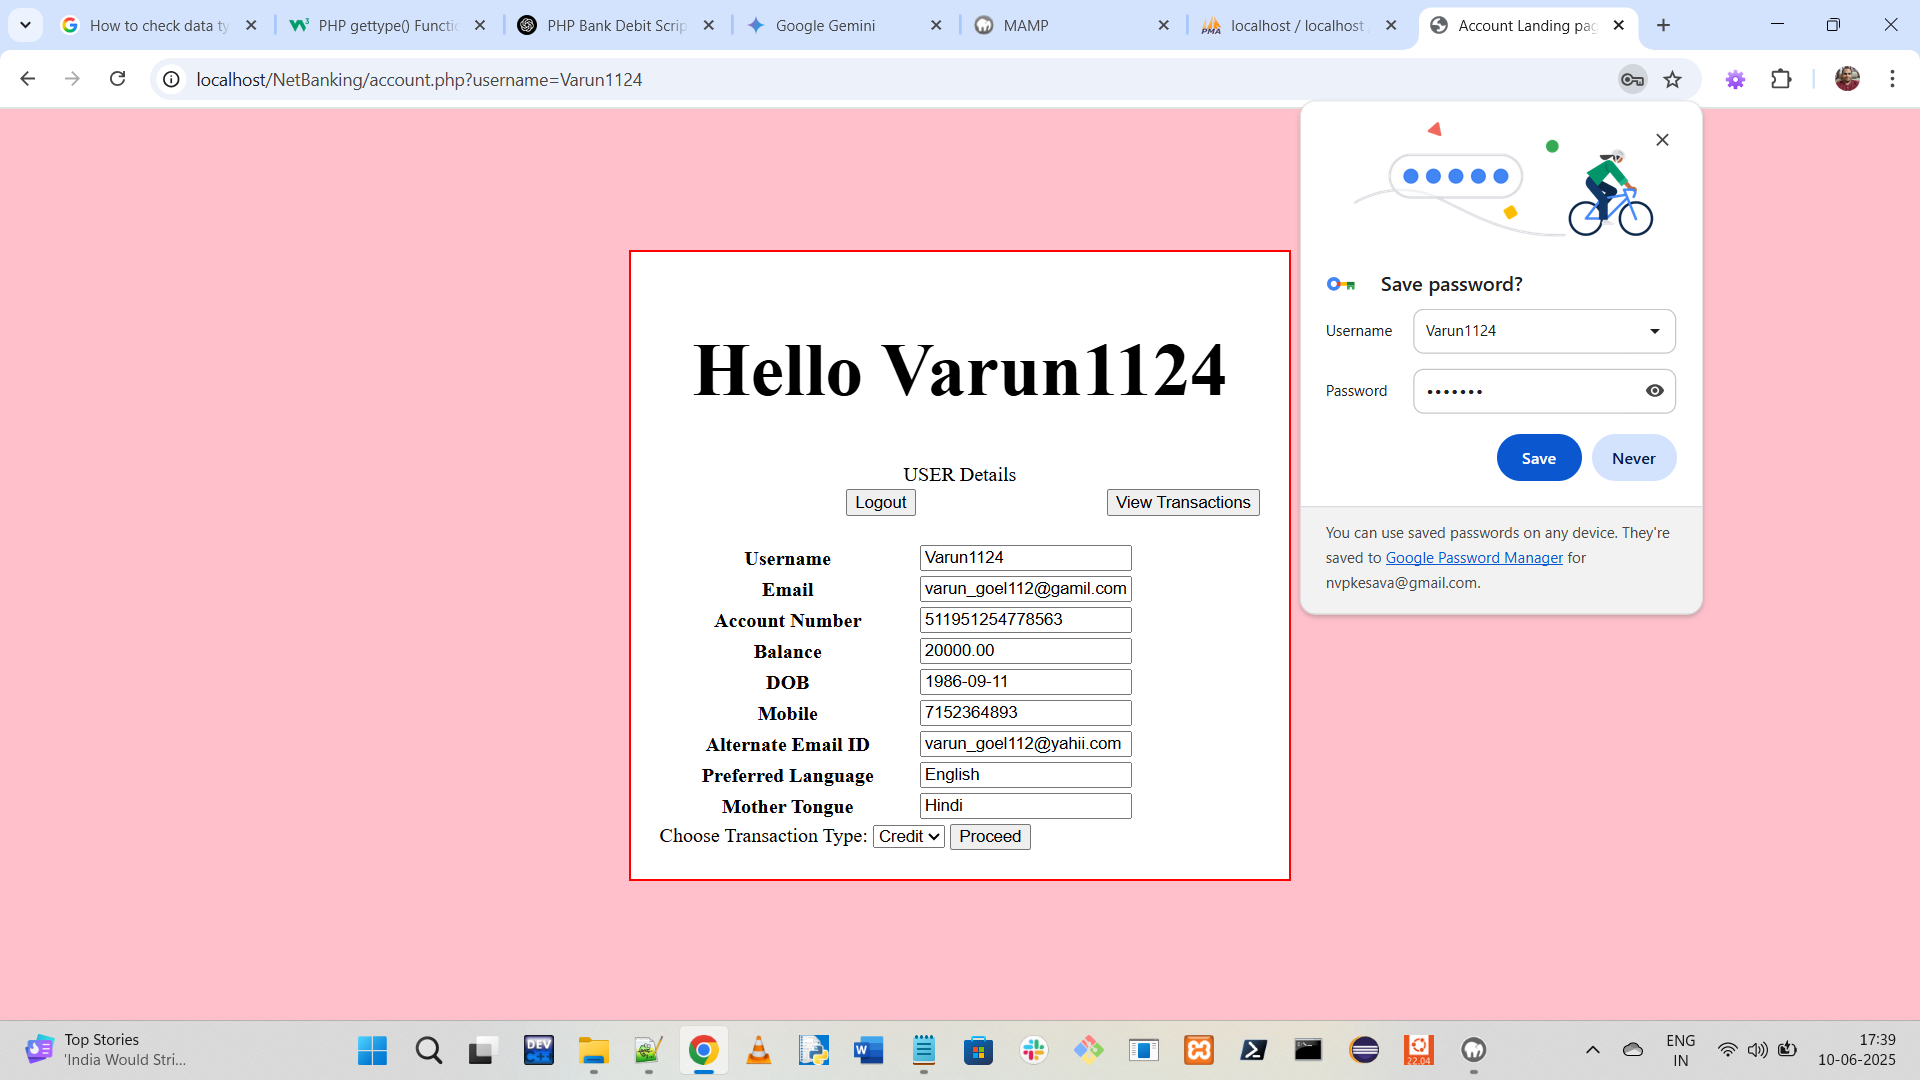 How to check data ty
PHP gettype() Functio
PHP Bank Debit Scrip
Google Gemini
MAMP
PMA
localhost / localhost
Account Landing pag
localhost/NetBanking/account.php?username=Varun1124
Save password?
Username
Varun1124
Password
•••••••
Save
Never
You can use saved passwords on any device. They're
saved to Google Password Manager for
nvpkesava@gmail.com.
Hello Varun1124
USER Details
Logout
View Transactions
Username
Varun1124
Email
varun_goel112@gamil.com
Account Number
511951254778563
Balance
20000.00
DOB
1986-09-11
Mobile
7152364893
Alternate Email ID
varun_goel112@yahii.com
Preferred Language
English
Mother Tongue
Hindi
Choose Transaction Type: Credit Proceed
Top Stories
'India Would Stri...
DEV
C++
W
22.04
ENG
IN
17:39
10-06-2025